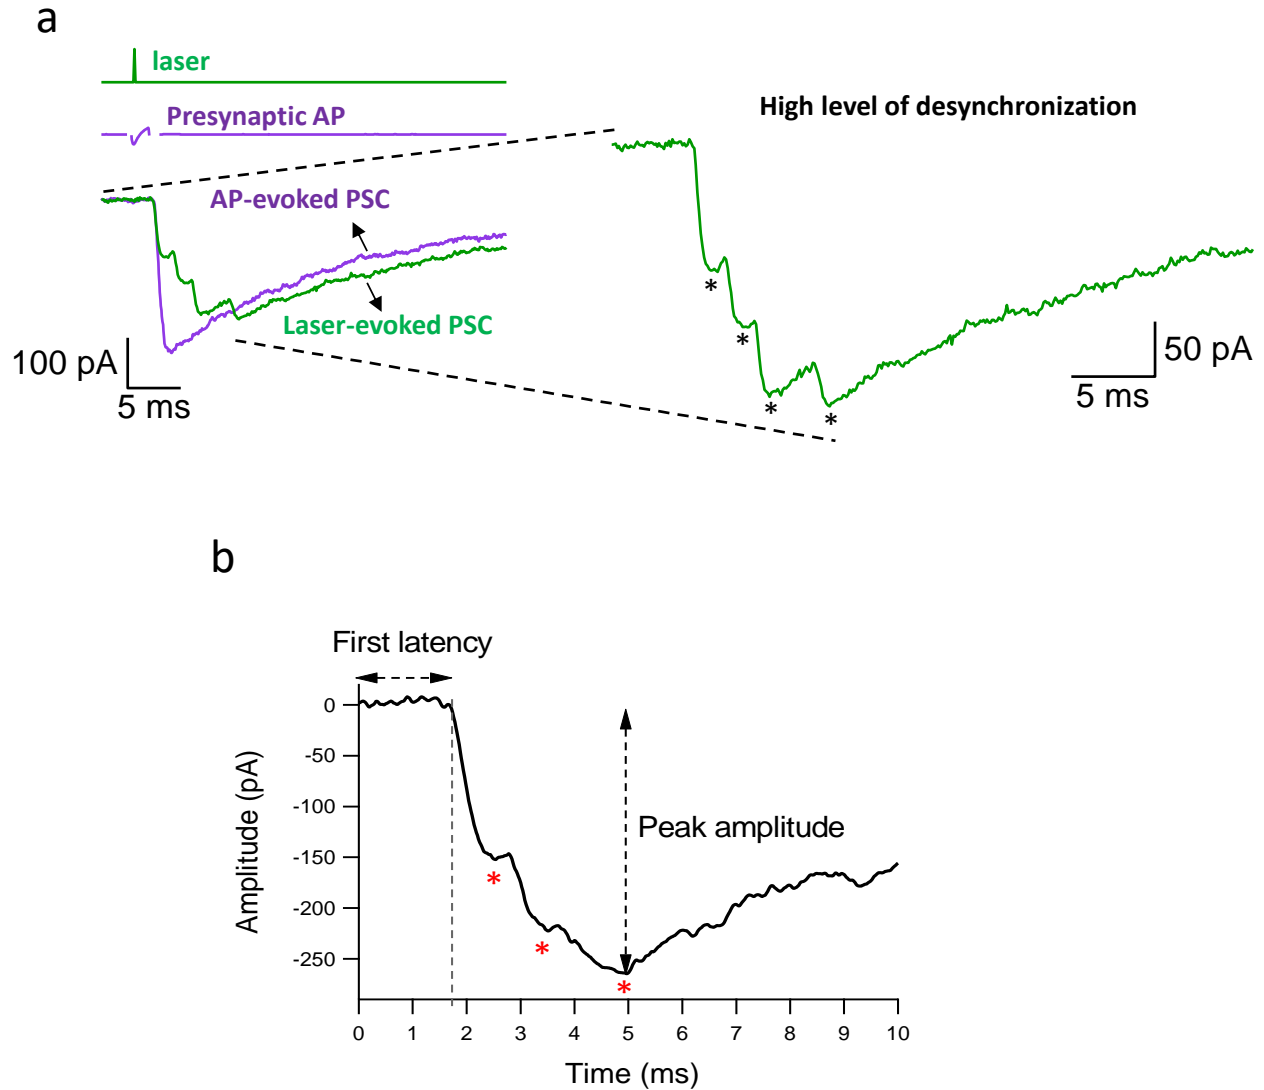 a
laser
Presynaptic AP
High level of desynchronization
AP-evoked PSC
Laser-evoked PSC
100 pA
5 ms
50 pA
5 ms
*
*
*
*
b
First latency
0
-50
-100
-150
-200
-250
Amplitude (pA)
Peak amplitude
*
*
*
0 1 2 3 4 5 6 7 8 9 10
Time (ms)